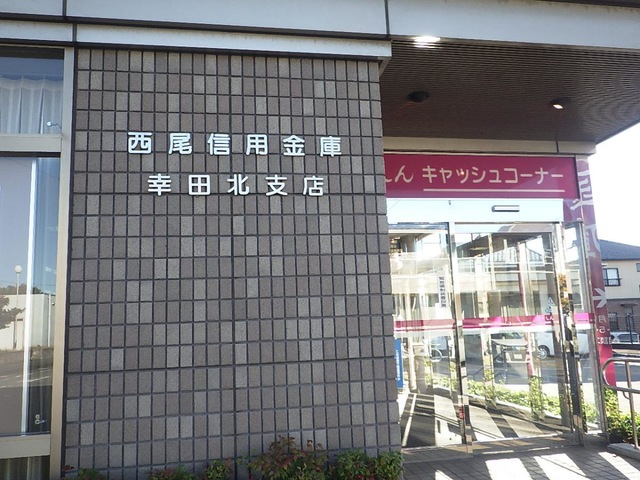 西尾信用金庫
幸田北支店
ん キャッシュコーナー